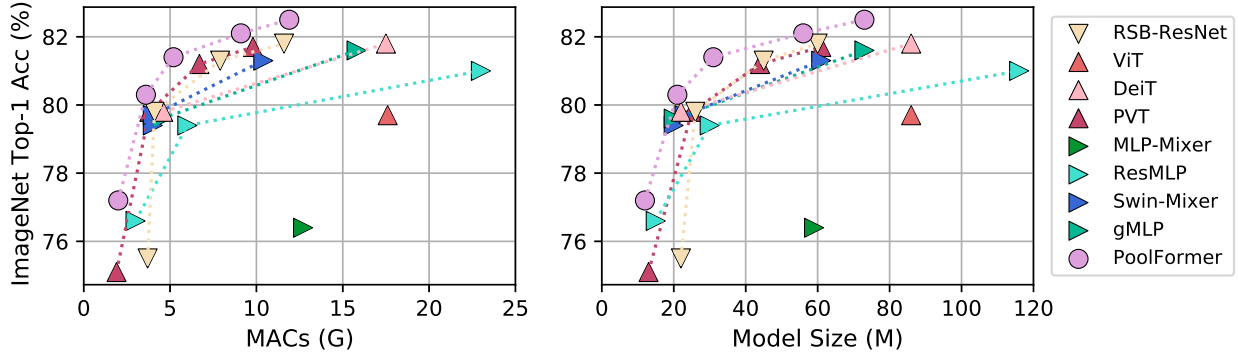 ImageNet Top-1 Acc (%)
82
80
78
76
0
5
10
15
20
25
MACs (G)
82
80
78
76
0
20
40
60
80
100
120
Model Size (M)
RSB-ResNet
ViT
DeiT
PVT
MLP-Mixer
ResMLP
Swin-Mixer
gMLP
PoolFormer